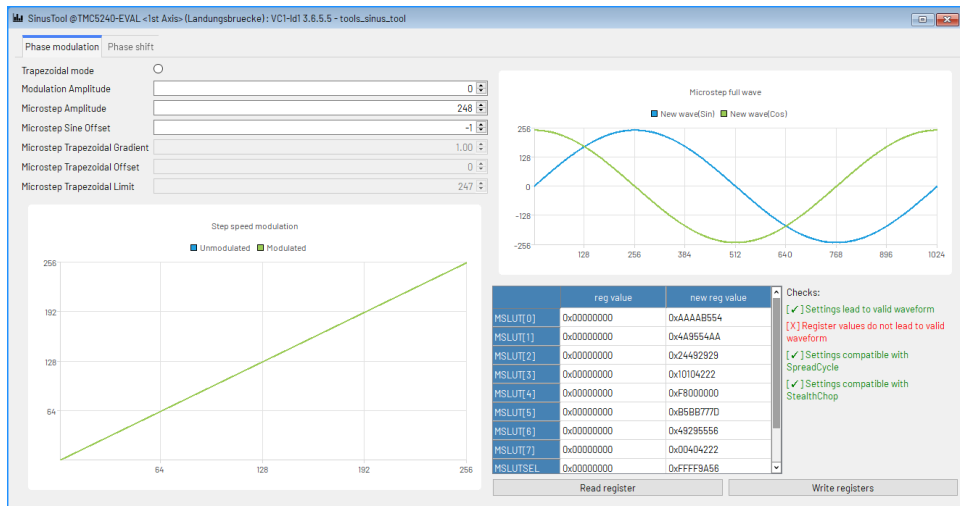 SinusTool @TMC5240-EVAL <1st Axis> (Landungsbruecke) : VC1-Id1 3.6.5.5 - tools_sinus_tool
Phase modulation Phase shift
Trapezoidal mode
Modulation Amplitude 0
Microstep Amplitude 248
Microstep Sine Offset -1
Microstep Trapezoidal Gradient 1.00
Microstep Trapezoidal Offset 0
Microstep Trapezoidal Limit 247
Step speed modulation
Unmodulated Modulated
256
192
128
64
64 128 192 256
Microstep full wave
New wave(Sin) New wave(Cos)
256
128
0
-128
-256
128 256 384 512 640 768 896 1024
reg value new reg value
MSLUT[0] 0x00000000 0xAAAAB554
MSLUT[1] 0x00000000 0x4A9554AA
MSLUT[2] 0x00000000 0x24492929
MSLUT[3] 0x00000000 0x10104222
MSLUT[4] 0x00000000 0xF8000000
MSLUT[5] 0x00000000 0xB5BB777D
MSLUT[6] 0x00000000 0x49295556
MSLUT[7] 0x00000000 0x00404222
MSLUTSEL 0x00000000 0xFFFF9A56
Checks:
[✓] Settings lead to valid waveform
[X] Register values do not lead to valid
waveform
[✓] Settings compatible with
SpreadCycle
[✓] Settings compatible with
StealthChop
Read register Write registers